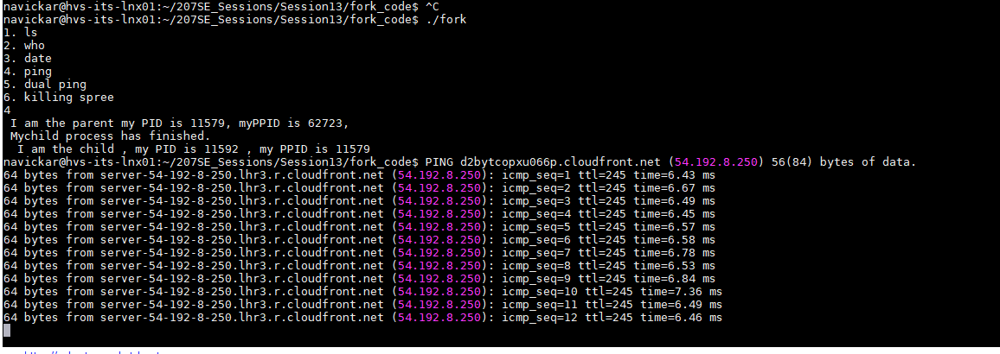 navickar@hvs-its-lnx01:~/207SE_Sessions/Session13/fork_code$ ^C
navickar@hvs-its-lnx01:~/207SE_Sessions/Session13/fork_code$ ./fork
1. ls
2. who
3. date
4. ping
5. dual ping
6. killing spree
4
 I am the parent my PID is 11579, myPPID is 62723,
 Mychild process has finished.
  I am the child , my PID is 11592 , my PPID is 11579
navickar@hvs-its-lnx01:~/207SE_Sessions/Session13/fork_code$ PING d2bytcopxu066p.cloudfront.net (54.192.8.250) 56(84) bytes of data.
64 bytes from server-54-192-8-250.lhr3.r.cloudfront.net (54.192.8.250): icmp_seq=1 ttl=245 time=6.43 ms
64 bytes from server-54-192-8-250.lhr3.r.cloudfront.net (54.192.8.250): icmp_seq=2 ttl=245 time=6.67 ms
64 bytes from server-54-192-8-250.lhr3.r.cloudfront.net (54.192.8.250): icmp_seq=3 ttl=245 time=6.49 ms
64 bytes from server-54-192-8-250.lhr3.r.cloudfront.net (54.192.8.250): icmp_seq=4 ttl=245 time=6.45 ms
64 bytes from server-54-192-8-250.lhr3.r.cloudfront.net (54.192.8.250): icmp_seq=5 ttl=245 time=6.57 ms
64 bytes from server-54-192-8-250.lhr3.r.cloudfront.net (54.192.8.250): icmp_seq=6 ttl=245 time=6.58 ms
64 bytes from server-54-192-8-250.lhr3.r.cloudfront.net (54.192.8.250): icmp_seq=7 ttl=245 time=6.78 ms
64 bytes from server-54-192-8-250.lhr3.r.cloudfront.net (54.192.8.250): icmp_seq=8 ttl=245 time=6.53 ms
64 bytes from server-54-192-8-250.lhr3.r.cloudfront.net (54.192.8.250): icmp_seq=9 ttl=245 time=6.84 ms
64 bytes from server-54-192-8-250.lhr3.r.cloudfront.net (54.192.8.250): icmp_seq=10 ttl=245 time=7.36 ms
64 bytes from server-54-192-8-250.lhr3.r.cloudfront.net (54.192.8.250): icmp_seq=11 ttl=245 time=6.49 ms
64 bytes from server-54-192-8-250.lhr3.r.cloudfront.net (54.192.8.250): icmp_seq=12 ttl=245 time=6.46 ms